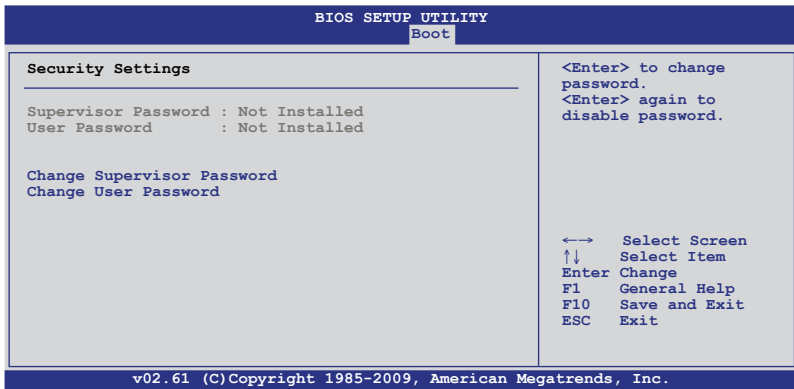 BIOS SETUP UTILITY
Boot
Security Settings
Supervisor Password : Not Installed
User Password : Not Installed
Change Supervisor Password
Change User Password
<Enter> to change
password.
<Enter> again to
disable password.
←→ Select Screen
↑↓ Select Item
Enter Change
F1 General Help
F10 Save and Exit
ESC Exit
v02.61 (C)Copyright 1985-2009, American Megatrends, Inc.